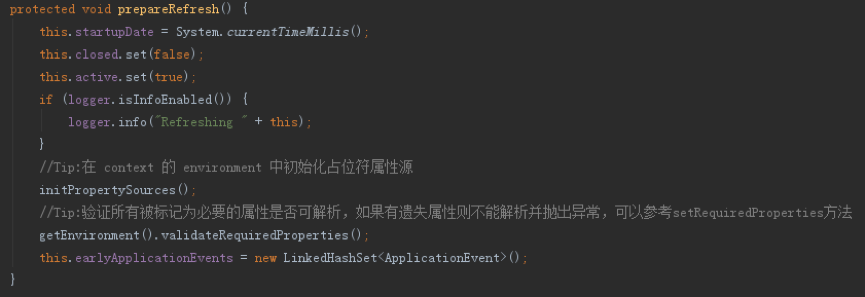 protected void prepareRefresh() {
this.startupDate = System.currentTimeMillis();
this.closed.set(false);
this.active.set(true);
if (logger.isInfoEnabled()) {
logger.info("Refreshing " + this);
}
//Tip:在 context 的 environment 中初始化占位符属性源
initPropertySources();
//Tip:验证所有被标记为必要的属性是否可解析，如果有遗失属性则不能解析并抛出异常，可以参考setRequiredProperties方法
getEnvironment().validateRequiredProperties();
this.earlyApplicationEvents = new LinkedHashSet<ApplicationEvent>();
}